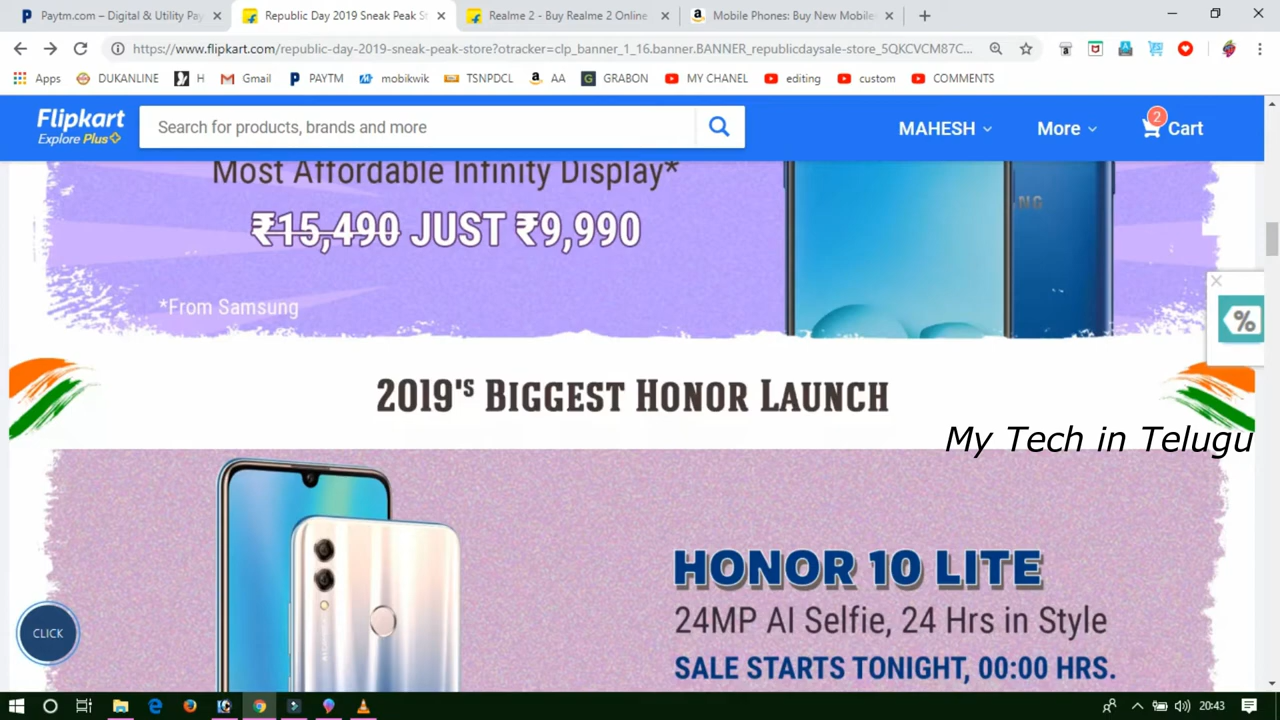 Paytm.com – Digital & Utility Pay
Republic Day 2019 Sneak Peak S
Realme 2 - Buy Realme 2 Online
Mobile Phones: Buy New Mobile
https://www.flipkart.com/republic-day-2019-sneak-peak-store?otracker=clp_banner_1_16.banner.BANNER_republicdaysale-store_5QKCVCM87C...
Apps DUKANLINE H Gmail PAYTM mobikwik TSNPDCL AA GRABON MY CHANEL editing custom COMMENTS
Flipkart
Explore Plus
Search for products, brands and more
MAHESH
More
2
Cart
Most Affordable Infinity Display*
₹15,490 JUST ₹9,990
NG
*From Samsung
%
2019's Biggest Honor Launch
My Tech in Telugu
HONOR 10 LITE
24MP AI Selfie, 24 Hrs in Style
SALE STARTS TONIGHT, 00:00 HRS.
CLICK
20:43